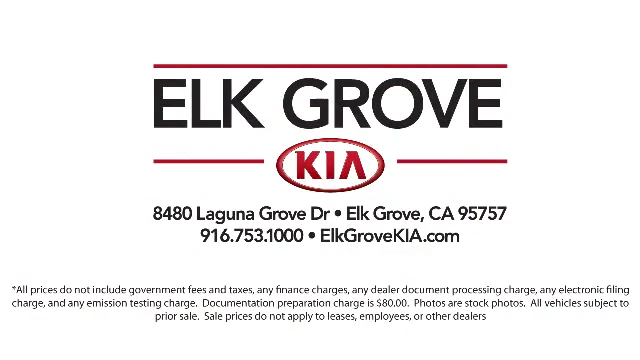 ELK GROVE
KIA
8480 Laguna Grove Dr • Elk Grove, CA 95757
916.753.1000 • ElkGroveKIA.com
*All prices do not include government fees and taxes, any finance charges, any dealer document processing charge, any electronic filing
charge, and any emission testing charge. Documentation preparation charge is $80.00. Photos are stock photos. All vehicles subject to
prior sale. Sale prices do not apply to leases, employees, or other dealers